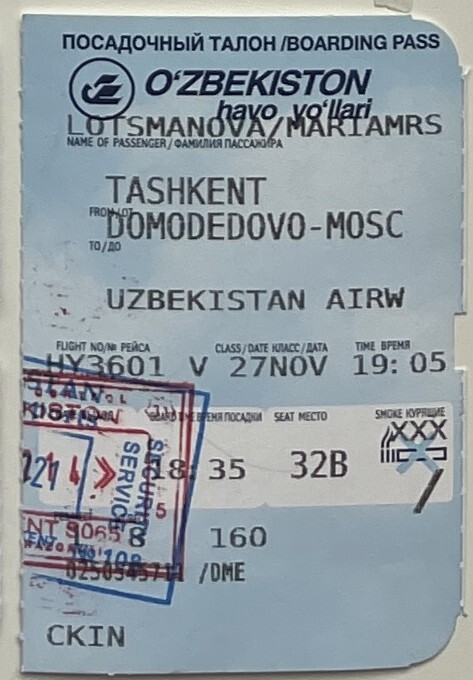 ПОСАДОЧНЫЙ ТАЛОН /BOARDING PASS
O‘ZBEKISTON
havo yo‘llari
LOTSMANOVA/MARIAMRS
NAME OF PASSENGER/ФАМИЛИЯ ПАССАЖИРА
TASHKENT
FROM/ОТ
DOMODEDOVO-MOSC
TO/ДО
UZBEKISTAN AIRW
FLIGHT NO/№ РЕЙСА CLASS/DATE КЛАСС/ДАТА TIME ВРЕМЯ
HY3601 V 27NOV 19:05
ВРЕМЯ ПОСАДКИ SEAT МЕСТО SMOKE КУРЯЩИЕ
XXX
18:35 32B
SECURITY
SERVICE
160
/DME
CKIN